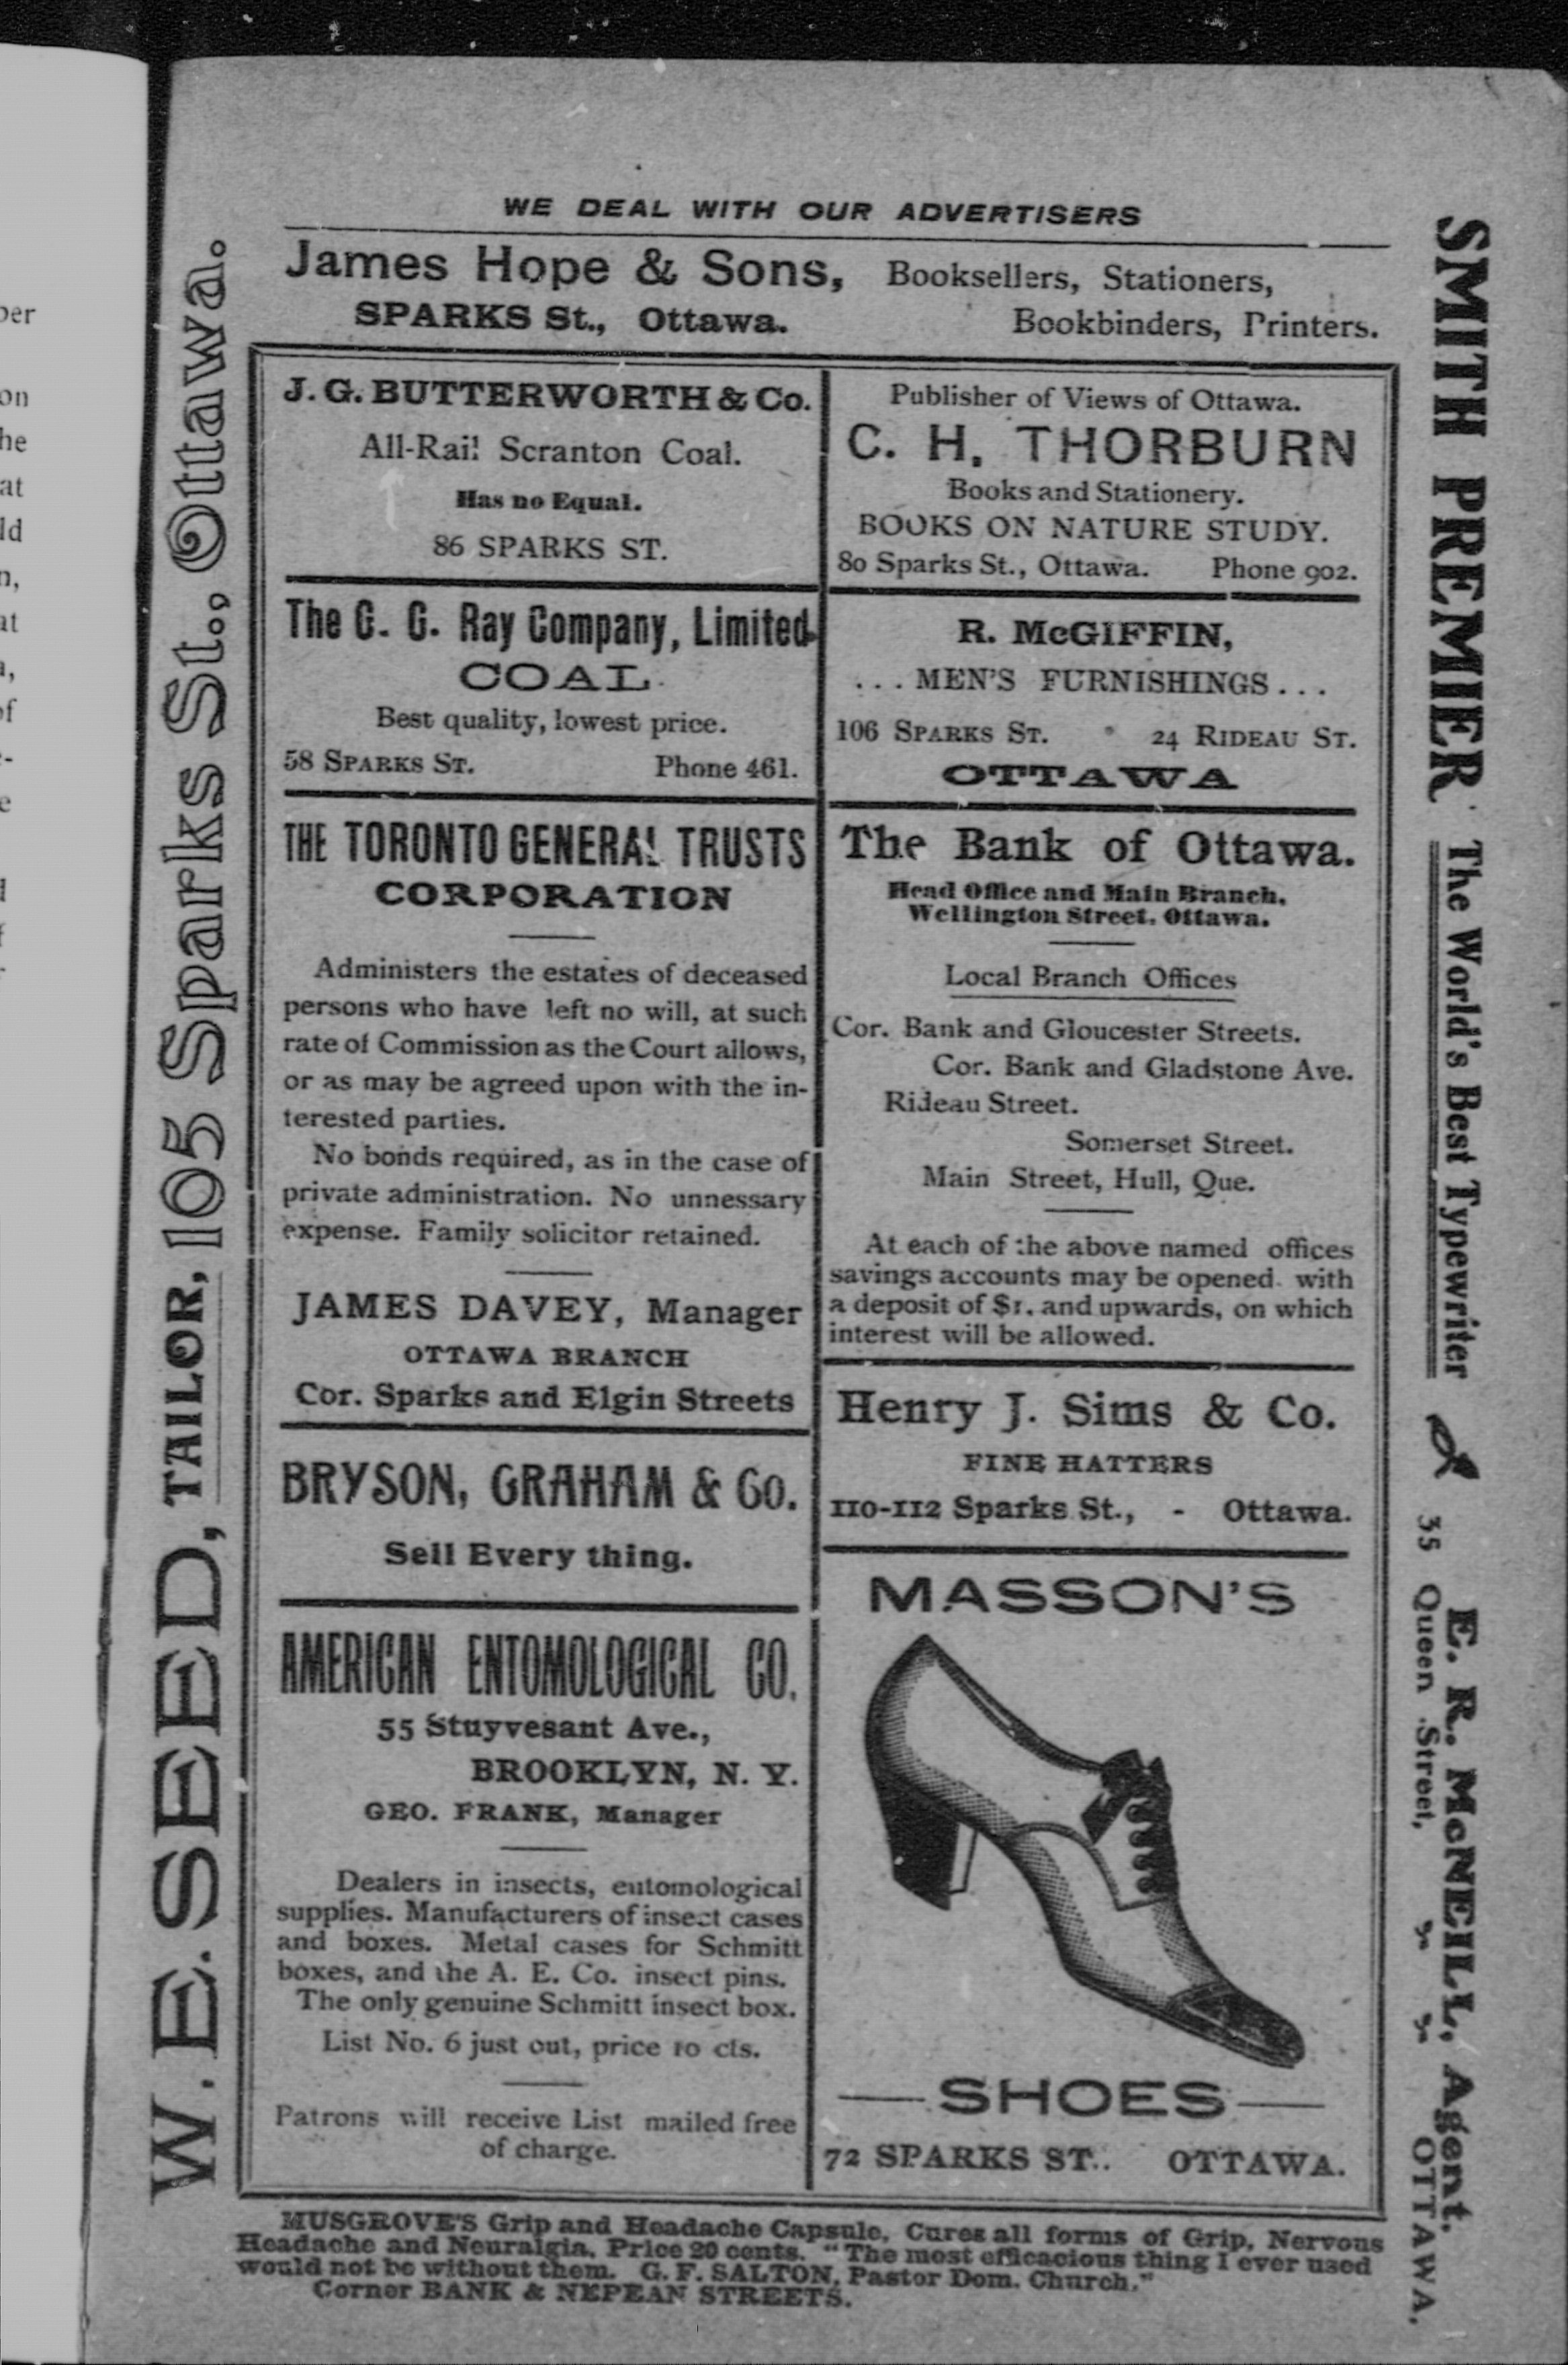 WE DEAL WITH OUR ADVERTISERS
James Hope & Sons, Booksellers, Stationers,
SPARKS St., Ottawa. Bookbinders, Printers.
W. E. SEED, TAILOR, 105 Sparks St., Ottawa.
J. G. BUTTERWORTH & Co.
All-Rail Scranton Coal.
Has no Equal.
86 SPARKS ST.
The C. C. Ray Company, Limited
COAL
Best quality, lowest price.
58 SPARKS ST. Phone 461.
THE TORONTO GENERAL TRUSTS
CORPORATION
Administers the estates of deceased
persons who have left no will, at such
rate of Commission as the Court allows,
or as may be agreed upon with the in-
terested parties.
No bonds required, as in the case of
private administration. No unnessary
expense. Family solicitor retained.
JAMES DAVEY, Manager
OTTAWA BRANCH
Cor. Sparks and Elgin Streets
BRYSON, GRAHAM & Co.
Sell Every thing.
AMERICAN ENTOMOLOGICAL CO.
55 Stuyvesant Ave.,
BROOKLYN, N. Y.
GEO. FRANK, Manager
Dealers in insects, entomological
supplies. Manufacturers of insect cases
and boxes. Metal cases for Schmitt
boxes, and the A. E. Co. insect pins.
The only genuine Schmitt insect box.
List No. 6 just out, price 10 cts.
Patrons will receive List mailed free
of charge.
Publisher of Views of Ottawa.
C. H. THORBURN
Books and Stationery.
BOOKS ON NATURE STUDY.
80 Sparks St., Ottawa. Phone 902.
R. McGIFFIN,
...MEN'S FURNISHINGS...
106 SPARKS ST. 24 RIDEAU ST.
OTTAWA
The Bank of Ottawa.
Head Office and Main Branch,
Wellington Street, Ottawa.
Local Branch Offices
Cor. Bank and Gloucester Streets.
Cor. Bank and Gladstone Ave.
Rideau Street.
Somerset Street.
Main Street, Hull, Que.
At each of the above named offices
savings accounts may be opened with
a deposit of $1. and upwards, on which
interest will be allowed.
Henry J. Sims & Co.
FINE HATTERS
110-112 Sparks St., - Ottawa.
MASSON'S
SHOES
72 SPARKS ST.. OTTAWA.
SMITH PREMIER The World's Best Typewriter
E. R. McNEILL, Agent.
35 Queen Street, OTTAWA.
MUSGROVE'S Grip and Headache Capsule, Cures all forms of Grip, Nervous
Headache and Neuralgia. Price 20 cents. "The most efficacious thing I ever used
would not be without them. G. F. SALTON, Pastor Dom. Church."
Corner BANK & NEPEAN STREETS.